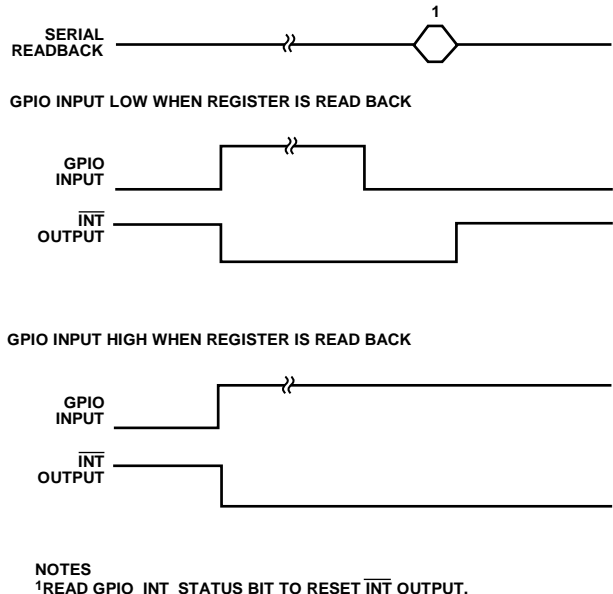 1
SERIAL
READBACK
GPIO INPUT LOW WHEN REGISTER IS READ BACK
GPIO
INPUT
INT
OUTPUT
GPIO INPUT HIGH WHEN REGISTER IS READ BACK
GPIO
INPUT
INT
OUTPUT
NOTES
1READ GPIO INT STATUS BIT TO RESET INT OUTPUT.